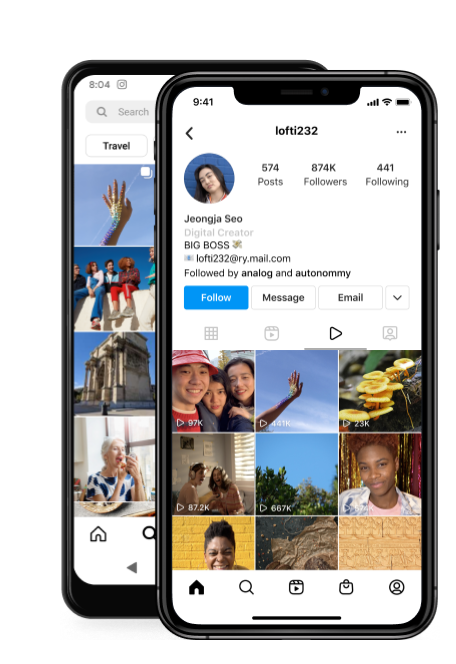 8:04
Search
Travel
9:41
lofti232
574 874K 441
Posts Followers Following
Jeongja Seo
Digital Creator
BIG BOSS
lofti232@ry.mail.com
Followed by analog and autonommy
Follow Message Email
97K 441K 23K
87.2K 667K